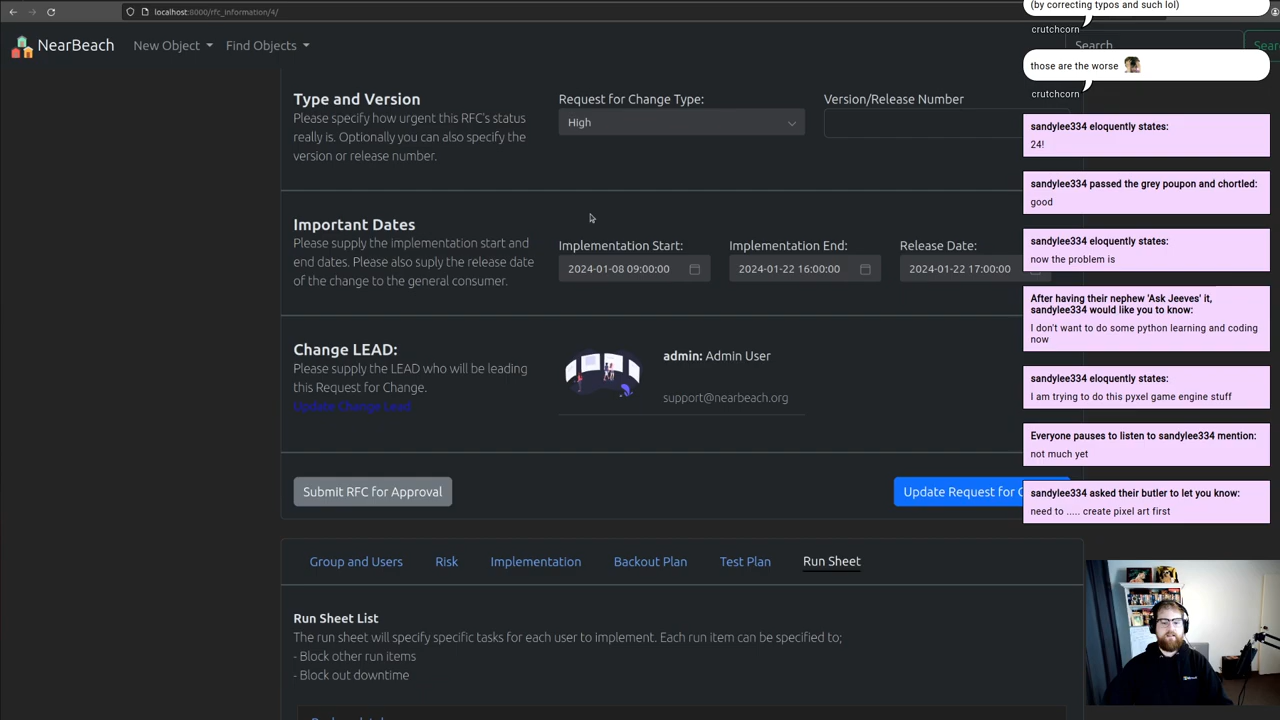 localhost:8000/rfc_information/4/
NearBeach
New Object
Find Objects
Search
Type and Version
Please specify how urgent this RFC's status
really is. Optionally you can also specify the
version or release number.
Request for Change Type:
High
Version/Release Number
Important Dates
Please supply the implementation start and
end dates. Please also suply the release date
of the change to the general consumer.
Implementation Start:
2024-01-08 09:00:00
Implementation End:
2024-01-22 16:00:00
Release Date:
2024-01-22 17:00:00
Change LEAD:
Please supply the LEAD who will be leading
this Request for Change.
Update Change Lead
admin: Admin User
support@nearbeach.org
Submit RFC for Approval
Update Request for
Group and Users
Risk
Implementation
Backout Plan
Test Plan
Run Sheet
Run Sheet List
The run sheet will specify specific tasks for each user to implement. Each run item can be specified to;
- Block other run items
- Block out downtime
(by correcting typos and such lol)
crutchcorn
those are the worse
crutchcorn
sandylee334 eloquently states:
24!
sandylee334 passed the grey poupon and chortled:
good
sandylee334 eloquently states:
now the problem is
After having their nephew 'Ask Jeeves' it,
sandylee334 would like you to know:
I don't want to do some python learning and coding
now
sandylee334 eloquently states:
I am trying to do this pyxel game engine stuff
Everyone pauses to listen to sandylee334 mention:
not much yet
sandylee334 asked their butler to let you know:
need to ..... create pixel art first